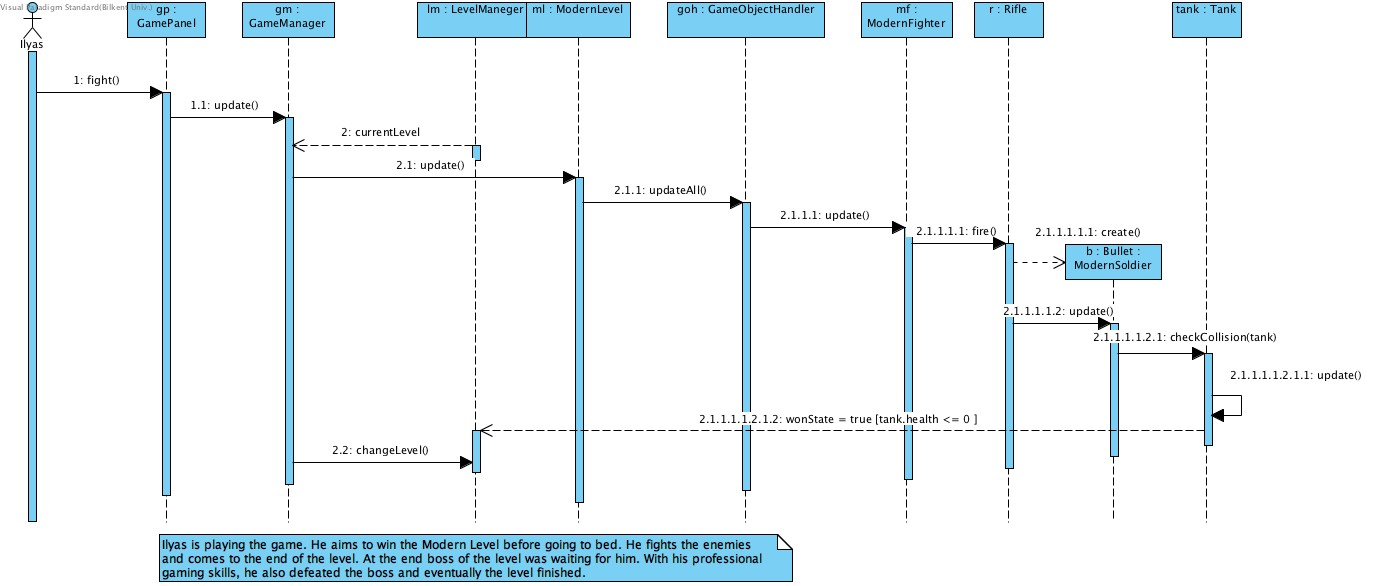 Visual Paradigm Standard(Bilkent Univ.)
Ilyas
gp :
GamePanel
gm :
GameManager
lm : LevelManeger
ml : ModernLevel
goh : GameObjectHandler
mf :
ModernFighter
r : Rifle
tank : Tank
1: fight()
1.1: update()
2: currentLevel
2.1: update()
2.1.1: updateAll()
2.1.1.1: update()
2.1.1.1.1: fire()
2.1.1.1.1.1: create()
b : Bullet :
ModernSoldier
2.1.1.1.1.2: update()
2.1.1.1.1.2.1: checkCollision(tank)
2.1.1.1.1.2.1.1: update()
2.1.1.1.1.2.1.2: wonState = true [tank.health <= 0 ]
2.2: changeLevel()
Ilyas is playing the game. He aims to win the Modern Level before going to bed. He fights the enemies
and comes to the end of the level. At the end boss of the level was waiting for him. With his professional
gaming skills, he also defeated the boss and eventually the level finished.